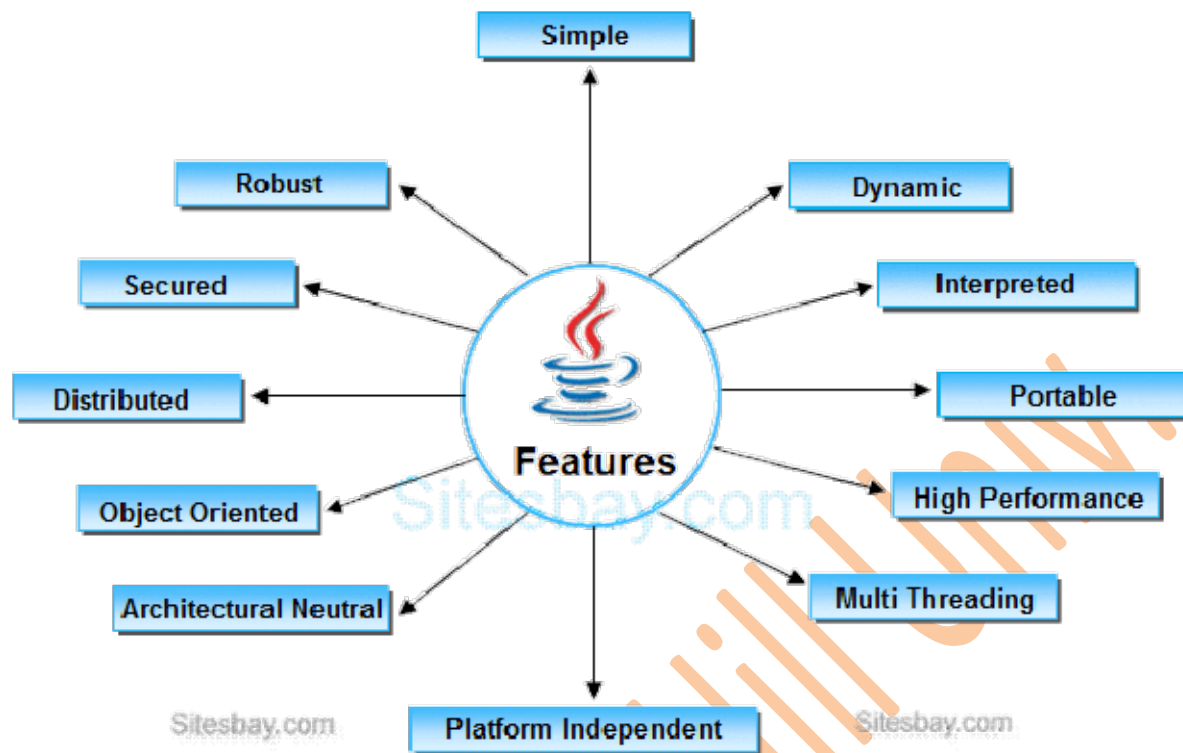 Simple
Robust
Dynamic
Secured
Interpreted
Distributed
Portable
Features
Sitesbay.com
Object Oriented
High Performance
Architectural Neutral
Multi Threading
Platform Independent
Sitesbay.com
Sitesbay.com